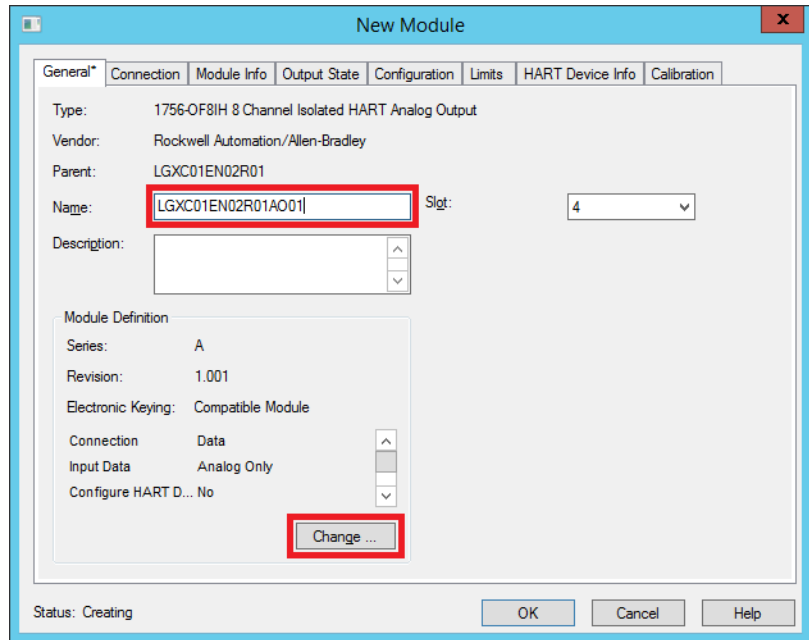 New Module
x
General* Connection Module Info Output State Configuration Limits HART Device Info Calibration
Type: 1756-OF8IH 8 Channel Isolated HART Analog Output
Vendor: Rockwell Automation/Allen-Bradley
Parent: LGXC01EN02R01
Name: LGXC01EN02R01AO01 Slot: 4
Description:
Module Definition
Series: A
Revision: 1.001
Electronic Keying: Compatible Module
Connection Data
Input Data Analog Only
Configure HART D... No
Change ...
Status: Creating OK Cancel Help